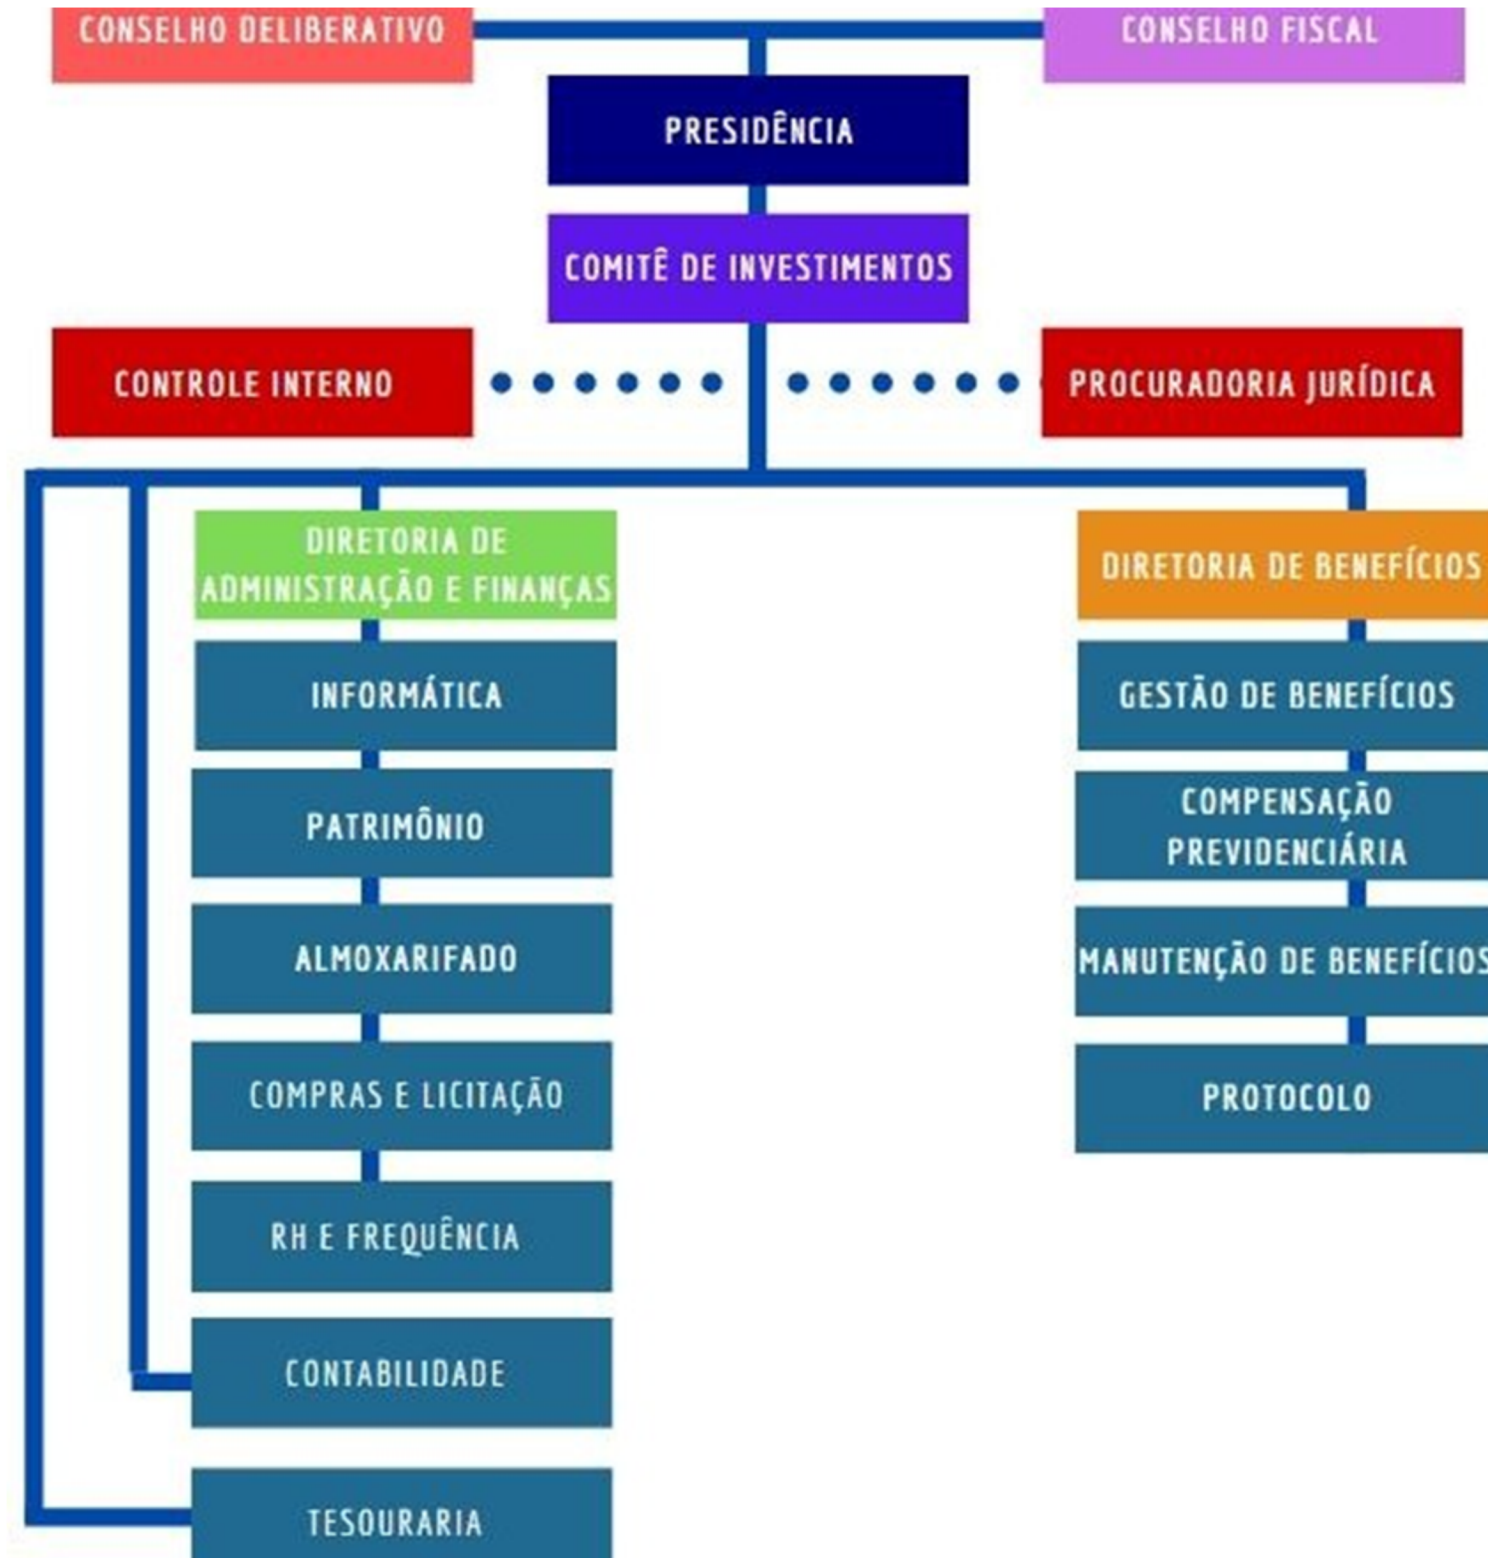 CONSELHO DELIBERATIVO
CONSELHO FISCAL
PRESIDÊNCIA
COMITÊ DE INVESTIMENTOS
CONTROLE INTERNO
PROCURADORIA JURÍDICA
DIRETORIA DE
ADMINISTRAÇÃO E FINANÇAS
INFORMÁTICA
PATRIMÔNIO
ALMOXARIFADO
COMPRAS E LICITAÇÃO
RH E FREQUÊNCIA
CONTABILIDADE
TESOURARIA
DIRETORIA DE BENEFÍCIOS
GESTÃO DE BENEFÍCIOS
COMPENSAÇÃO
PREVIDENCIÁRIA
MANUTENÇÃO DE BENEFÍCIOS
PROTOCOLO